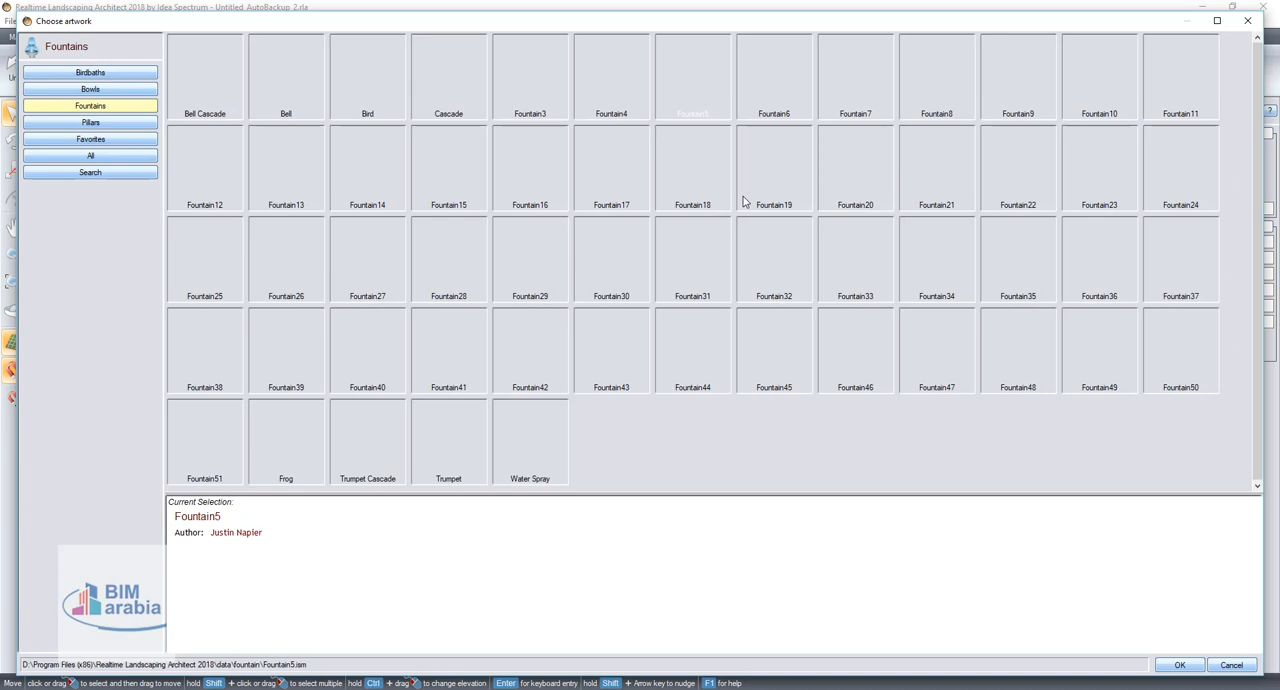 Realtime Landscaping Architect 2018 by Idea Spectrum - Untitled_AutoBackup_2.rla
Choose artwork
Fountains
Birdbaths
Bowls
Fountains
Pillars
Favorites
All
Search
Bell Cascade Bell Bird Cascade Fountain3 Fountain4 Fountain5 Fountain6 Fountain7 Fountain8 Fountain9 Fountain10 Fountain11
Fountain12 Fountain13 Fountain14 Fountain15 Fountain16 Fountain17 Fountain18 Fountain19 Fountain20 Fountain21 Fountain22 Fountain23 Fountain24
Fountain25 Fountain26 Fountain27 Fountain28 Fountain29 Fountain30 Fountain31 Fountain32 Fountain33 Fountain34 Fountain35 Fountain36 Fountain37
Fountain38 Fountain39 Fountain40 Fountain41 Fountain42 Fountain43 Fountain44 Fountain45 Fountain46 Fountain47 Fountain48 Fountain49 Fountain50
Fountain51 Frog Trumpet Cascade Trumpet Water Spray
Current Selection:
Fountain5
Author: Justin Napier
BIM
arabia
D:\Program Files (x86)\Realtime Landscaping Architect 2018\data\fountain\Fountain5.ism
OK Cancel
Move click or drag to select and then drag to move hold Shift + click or drag to select multiple hold Ctrl + drag to change elevation Enter for keyboard entry hold Shift + Arrow key to nudge F1 for help